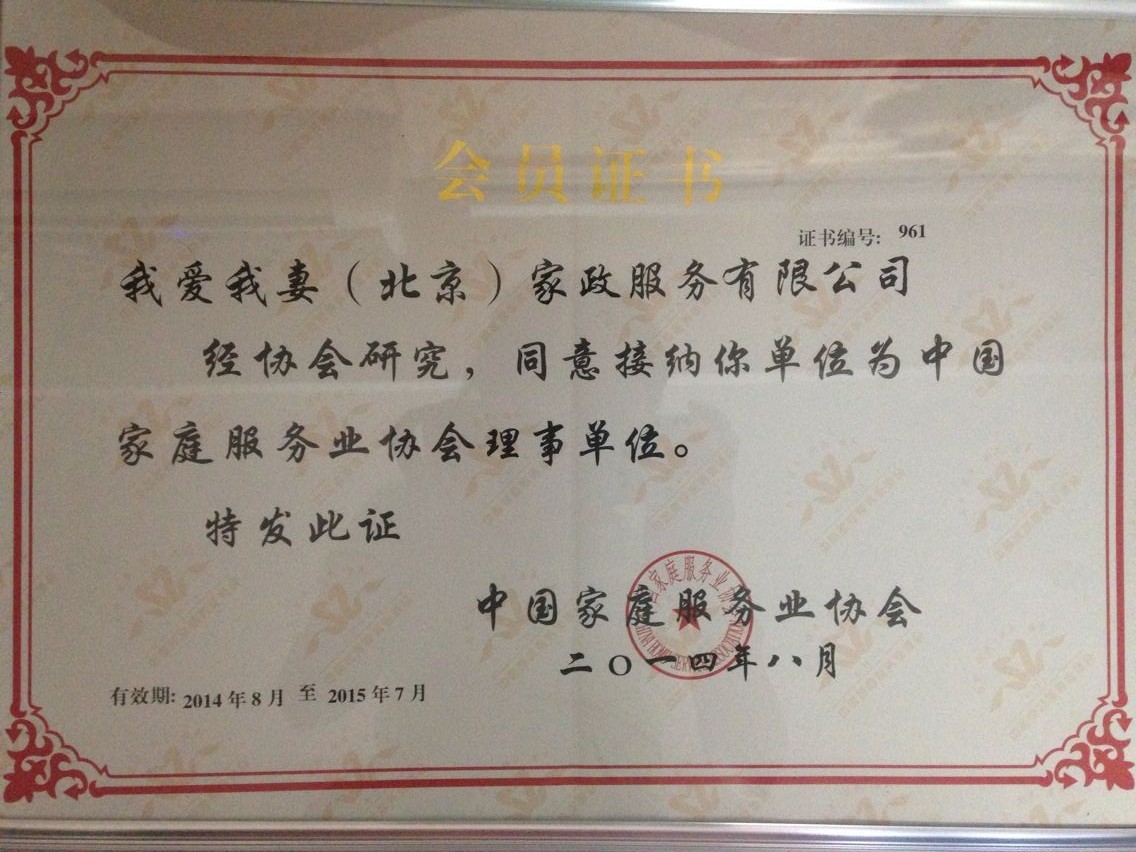 会员证书
证书编号: 961
我爱我妻（北京）家政服务有限公司
经协会研究，同意接纳你单位为中国
家庭服务业协会理事单位。
特发此证
中国家庭服务业协会
二〇一四年八月
有效期: 2014年8月 至 2015年7月